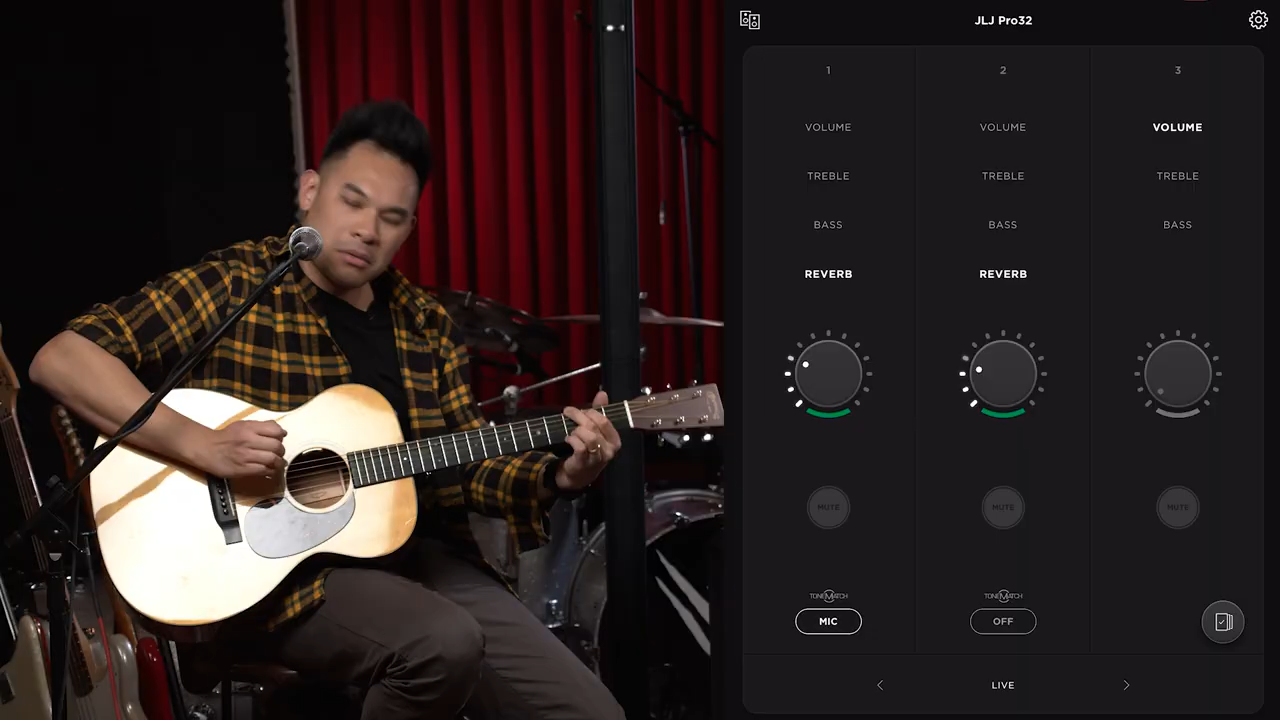 JLJ Pro32
1 2 3
VOLUME VOLUME VOLUME
TREBLE TREBLE TREBLE
BASS BASS BASS
REVERB REVERB
MUTE MUTE MUTE
TONEMATCH TONEMATCH
MIC OFF
LIVE